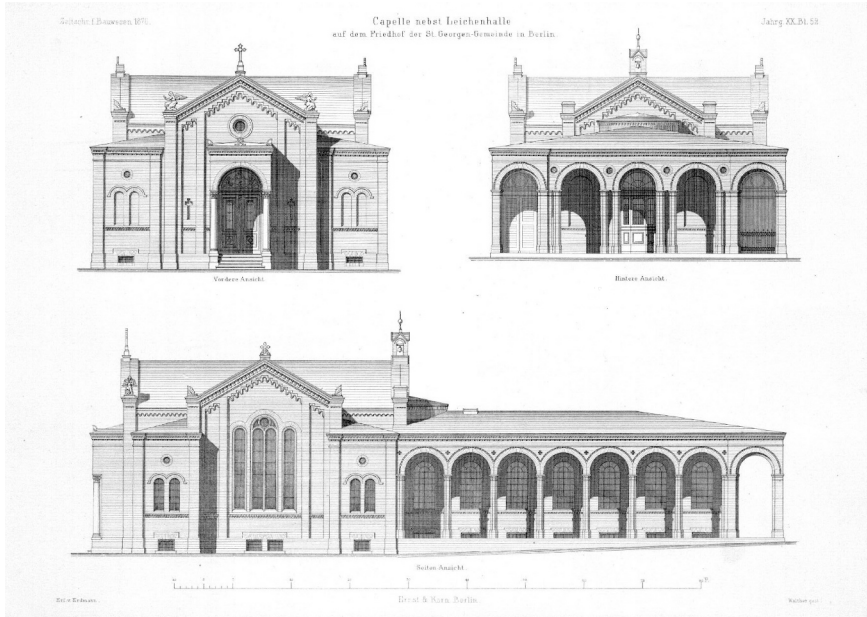 Zeitschr. f. Bauwesen 1870.
Capelle nebst Leichenhalle
auf dem Friedhof der St. Georgen-Gemeinde in Berlin.
Jahrg. XX. Bl. 53.
Vordere Ansicht.
Hintere Ansicht.
Seiten-Ansicht.
Ernst & Korn, Berlin.
Erdmann